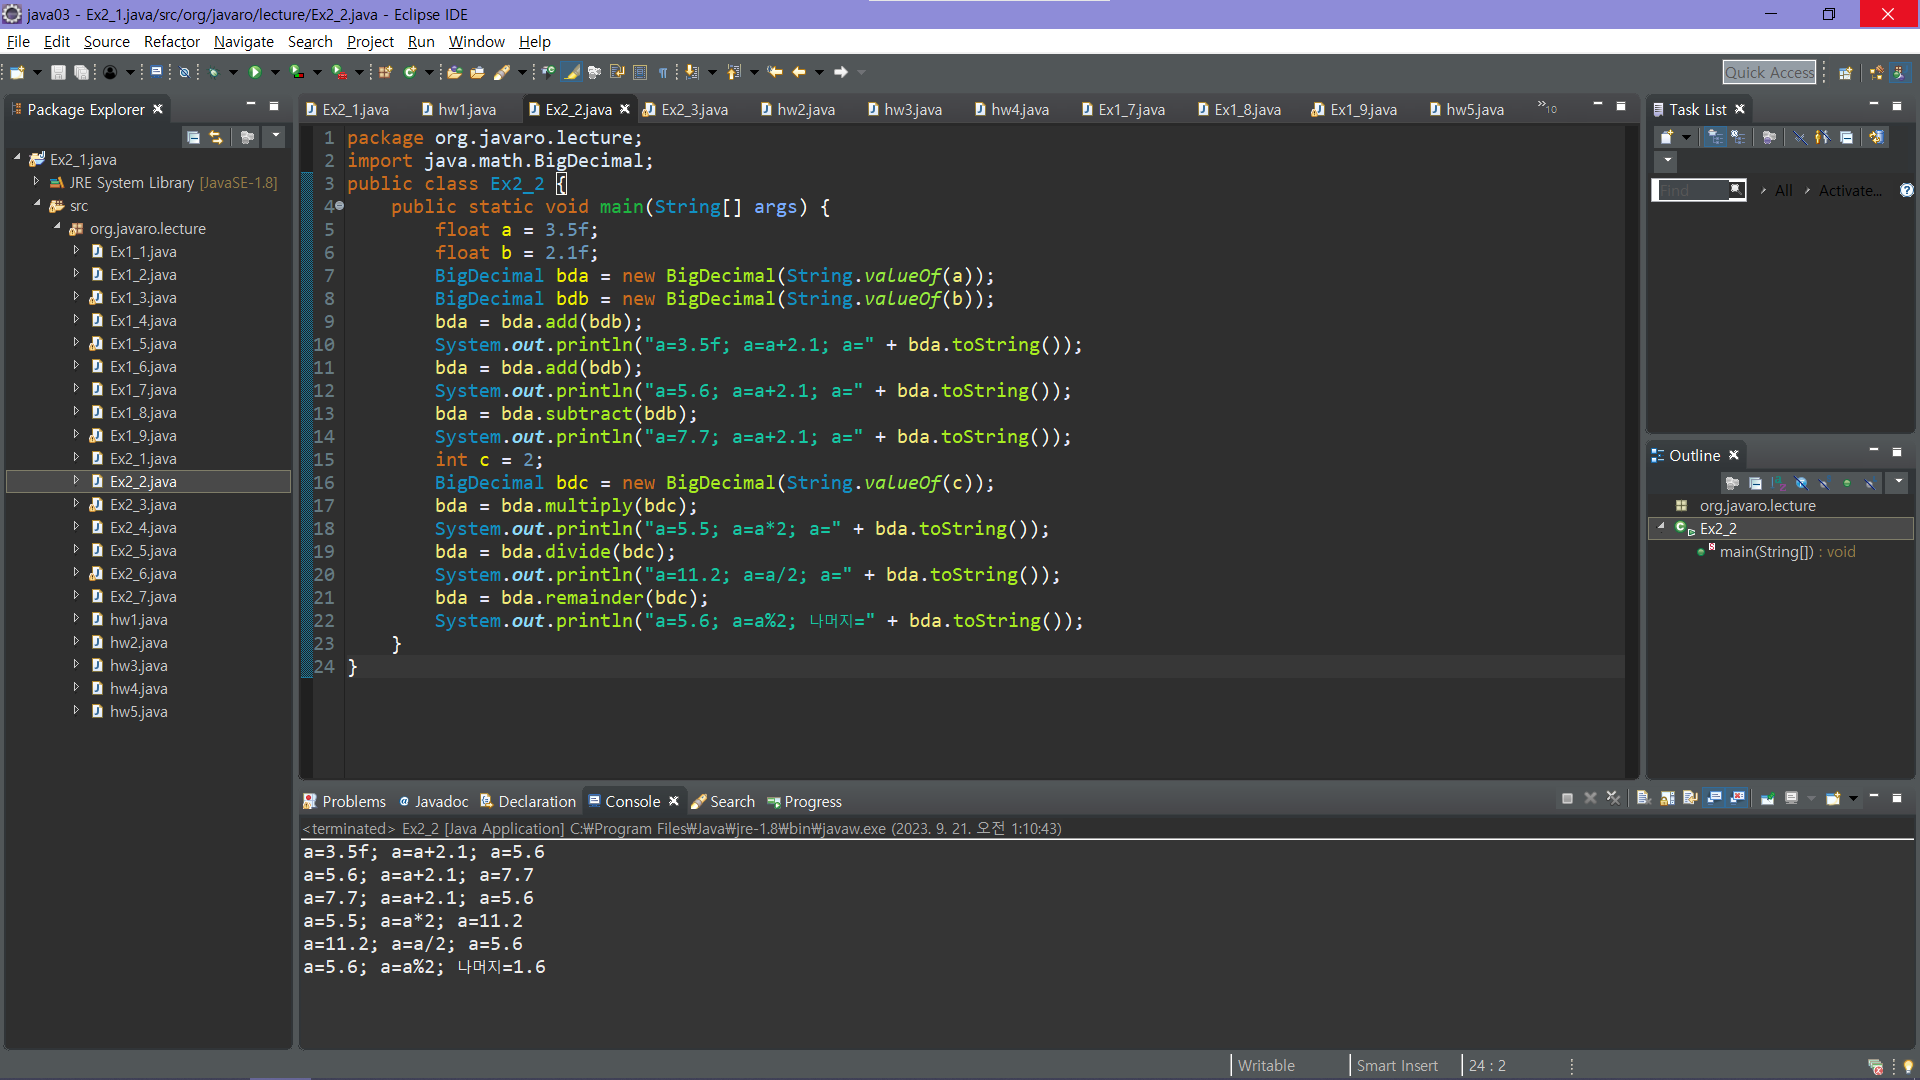 java03 - Ex2_1.java/src/org/javaro/lecture/Ex2_2.java - Eclipse IDE
File Edit Source Refactor Navigate Search Project Run Window Help
Quick Access
Package Explorer
Ex2_1.java
JRE System Library [JavaSE-1.8]
src
org.javaro.lecture
Ex1_1.java
Ex1_2.java
Ex1_3.java
Ex1_4.java
Ex1_5.java
Ex1_6.java
Ex1_7.java
Ex1_8.java
Ex1_9.java
Ex2_1.java
Ex2_2.java
Ex2_3.java
Ex2_4.java
Ex2_5.java
Ex2_6.java
Ex2_7.java
hw1.java
hw2.java
hw3.java
hw4.java
hw5.java
Ex2_1.java hw1.java Ex2_2.java Ex2_3.java hw2.java hw3.java hw4.java Ex1_7.java Ex1_8.java Ex1_9.java hw5.java »10
1 package org.javaro.lecture;
2 import java.math.BigDecimal;
3 public class Ex2_2 {
4 public static void main(String[] args) {
5 float a = 3.5f;
6 float b = 2.1f;
7 BigDecimal bda = new BigDecimal(String.valueOf(a));
8 BigDecimal bdb = new BigDecimal(String.valueOf(b));
9 bda = bda.add(bdb);
10 System.out.println("a=3.5f; a=a+2.1; a=" + bda.toString());
11 bda = bda.add(bdb);
12 System.out.println("a=5.6; a=a+2.1; a=" + bda.toString());
13 bda = bda.subtract(bdb);
14 System.out.println("a=7.7; a=a+2.1; a=" + bda.toString());
15 int c = 2;
16 BigDecimal bdc = new BigDecimal(String.valueOf(c));
17 bda = bda.multiply(bdc);
18 System.out.println("a=5.5; a=a*2; a=" + bda.toString());
19 bda = bda.divide(bdc);
20 System.out.println("a=11.2; a=a/2; a=" + bda.toString());
21 bda = bda.remainder(bdc);
22 System.out.println("a=5.6; a=a%2; 나머지=" + bda.toString());
23 }
24 }
Task List
Find All Activate...
Outline
org.javaro.lecture
Ex2_2
main(String[]) : void
Problems Javadoc Declaration Console Search Progress
<terminated> Ex2_2 [Java Application] C:₩Program Files₩Java₩jre-1.8₩bin₩javaw.exe (2023. 9. 21. 오전 1:10:43)
a=3.5f; a=a+2.1; a=5.6
a=5.6; a=a+2.1; a=7.7
a=7.7; a=a+2.1; a=5.6
a=5.5; a=a*2; a=11.2
a=11.2; a=a/2; a=5.6
a=5.6; a=a%2; 나머지=1.6
Writable Smart Insert 24 : 2